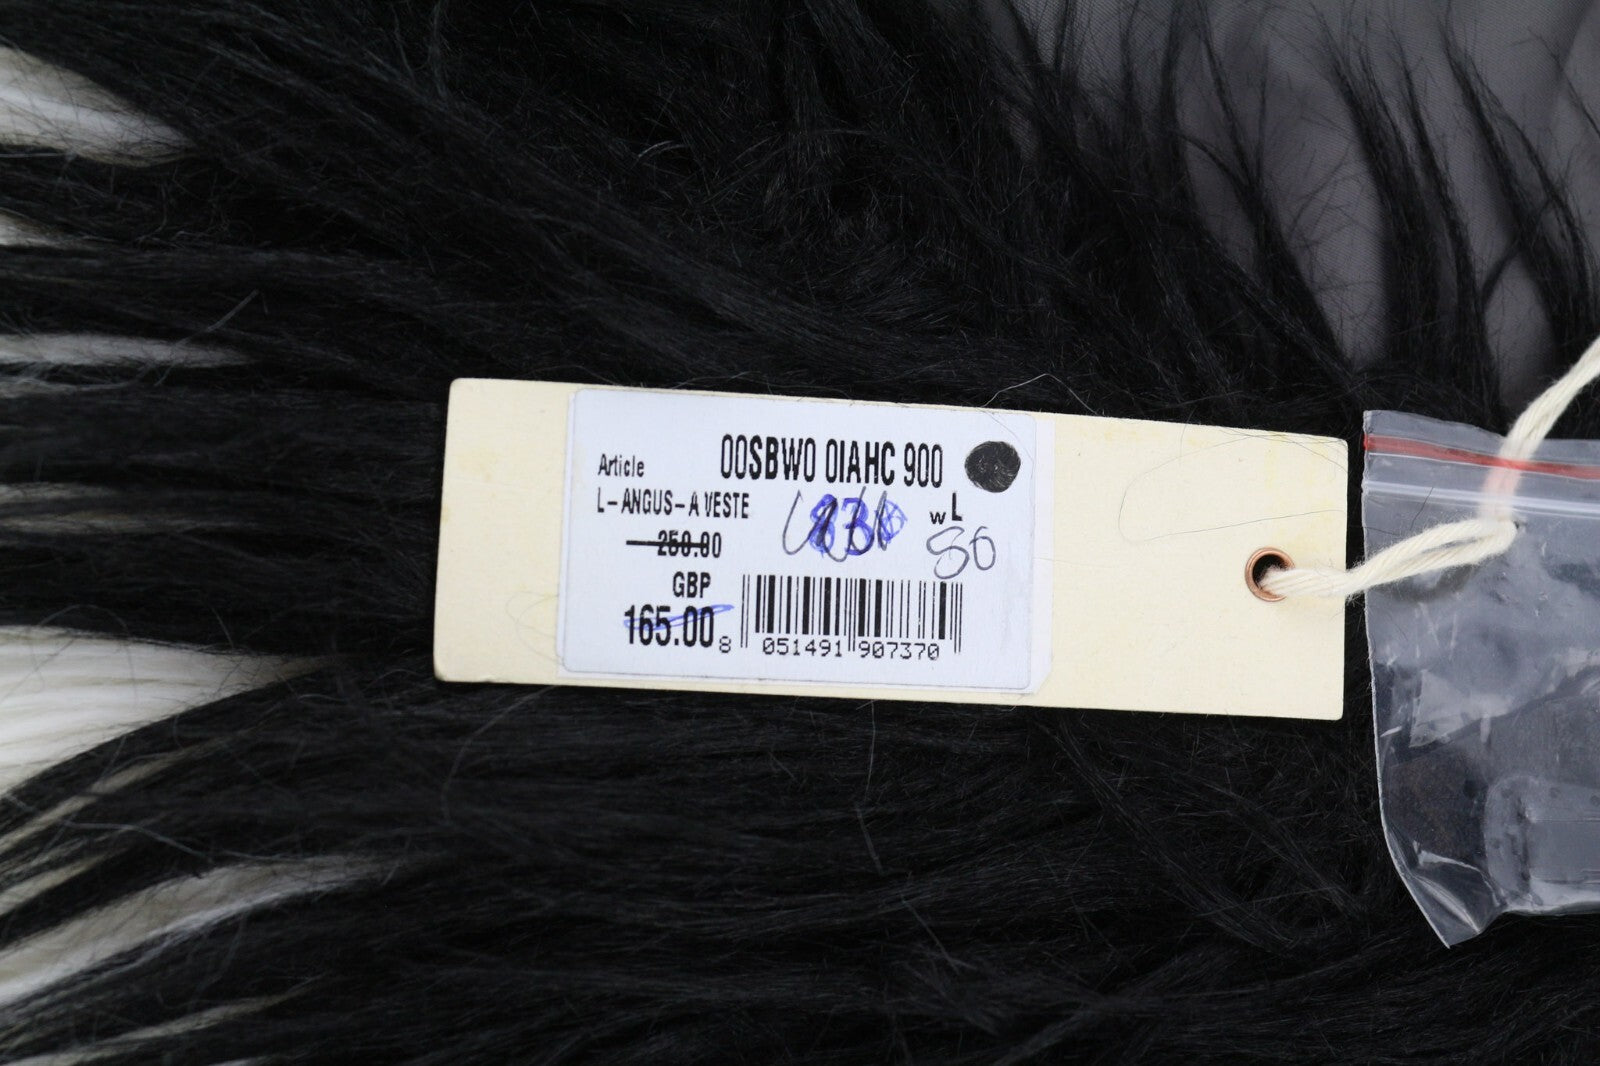 Article 00SBW0 0IAHC 900
L-ANGUS-A VESTE
w L
250.00
50
GBP
165.00
8 051491 907370